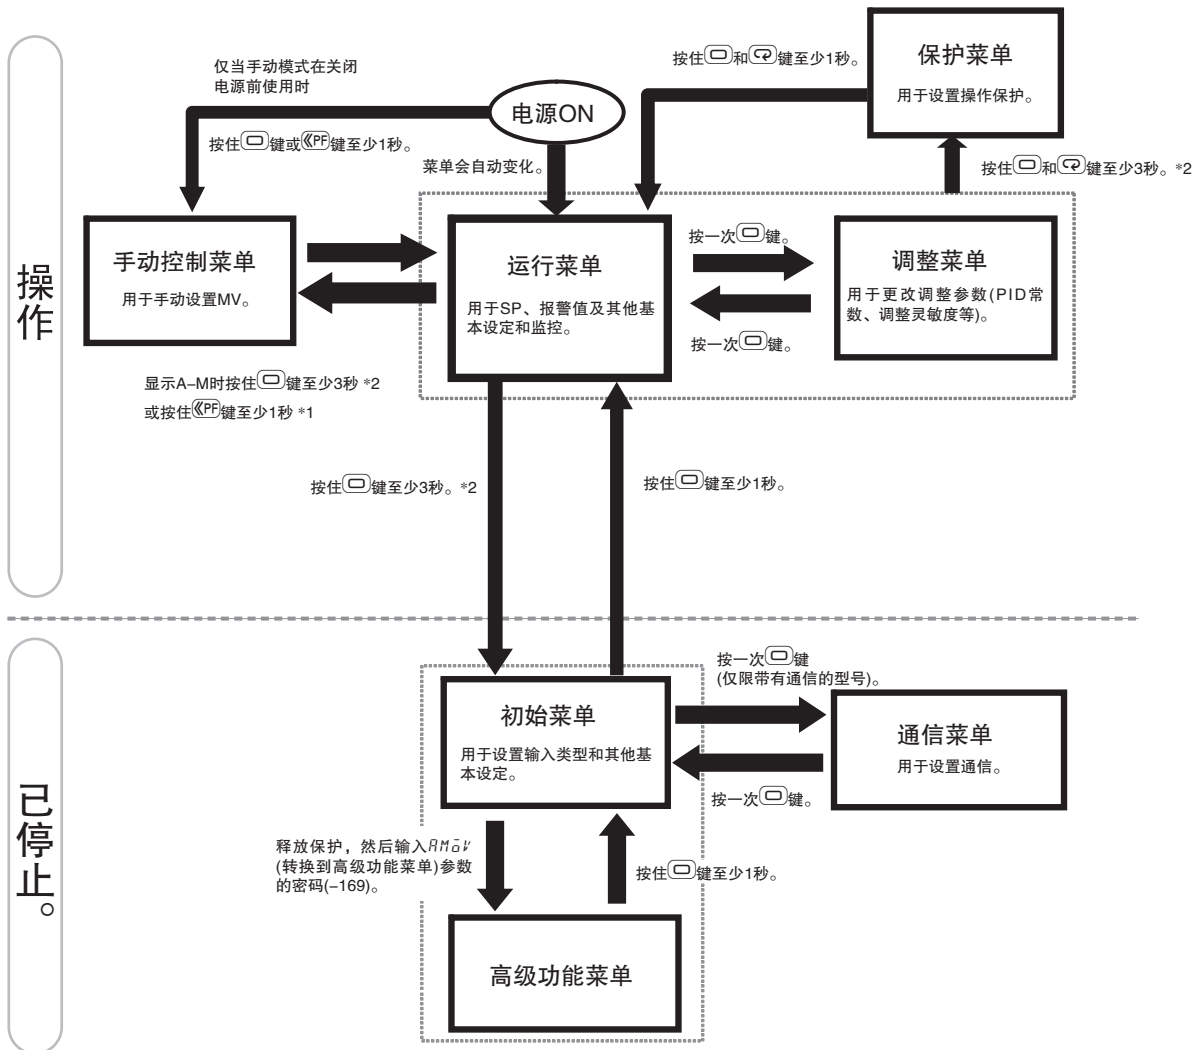 操作
仅当手动模式在关闭
电源前使用时
按住键或《PF键至少1秒。
电源ON
菜单会自动变化。
按住和键至少1秒。
保护菜单
用于设置操作保护。
按住和键至少3秒。*2
手动控制菜单
用于手动设置MV。
运行菜单
用于SP、报警值及其他基
本设定和监控。
按一次键。
按一次键。
调整菜单
用于更改调整参数(PID常
数、调整灵敏度等)。
显示A–M时按住键至少3秒 *2
或按住《PF键至少1秒 *1
按住键至少3秒。*2
按住键至少1秒。
已停止。
初始菜单
用于设置输入类型和其他基
本设定。
按一次键
(仅限带有通信的型号)。
按一次键。
通信菜单
用于设置通信。
释放保护，然后输入AMoV
(转换到高级功能菜单)参数
的密码(–169)。
按住键至少1秒。
高级功能菜单